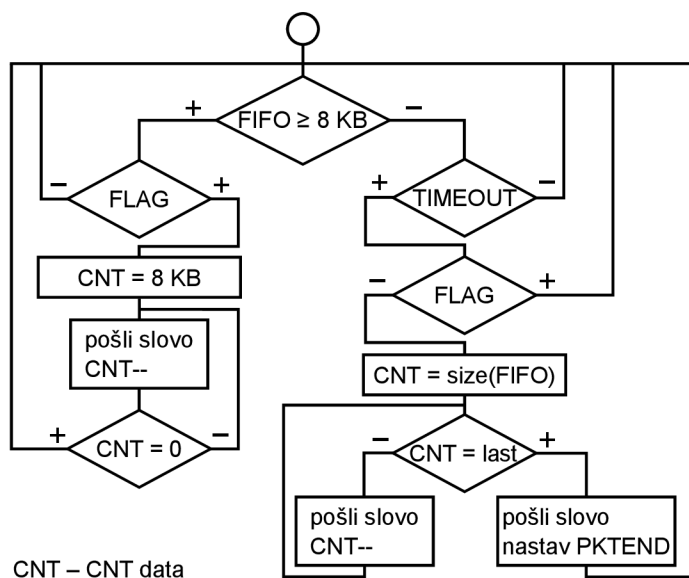 +
FIFO ≥ 8 KB
–
–
FLAG
+
+
TIMEOUT
–
CNT = 8 KB
–
FLAG
+
pošli slovo
CNT--
CNT = size(FIFO)
+
CNT = 0
–
–
CNT = last
+
pošli slovo
CNT--
pošli slovo
nastav PKTEND
CNT – CNT data